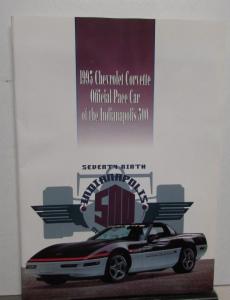 1995 Chevrolet Corvette
Official Pace Car
of the Indianapolis 500
SEVENTY-NINTH
INDIANAPOLIS
500